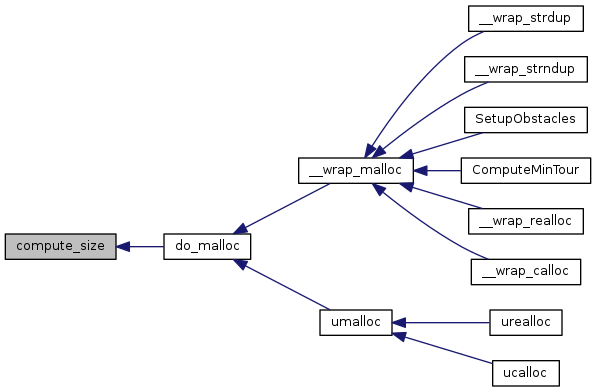 __wrap_strdup
__wrap_strndup
SetupObstacles
__wrap_malloc
ComputeMinTour
__wrap_realloc
compute_size
do_malloc
__wrap_calloc
umalloc
urealloc
ucalloc